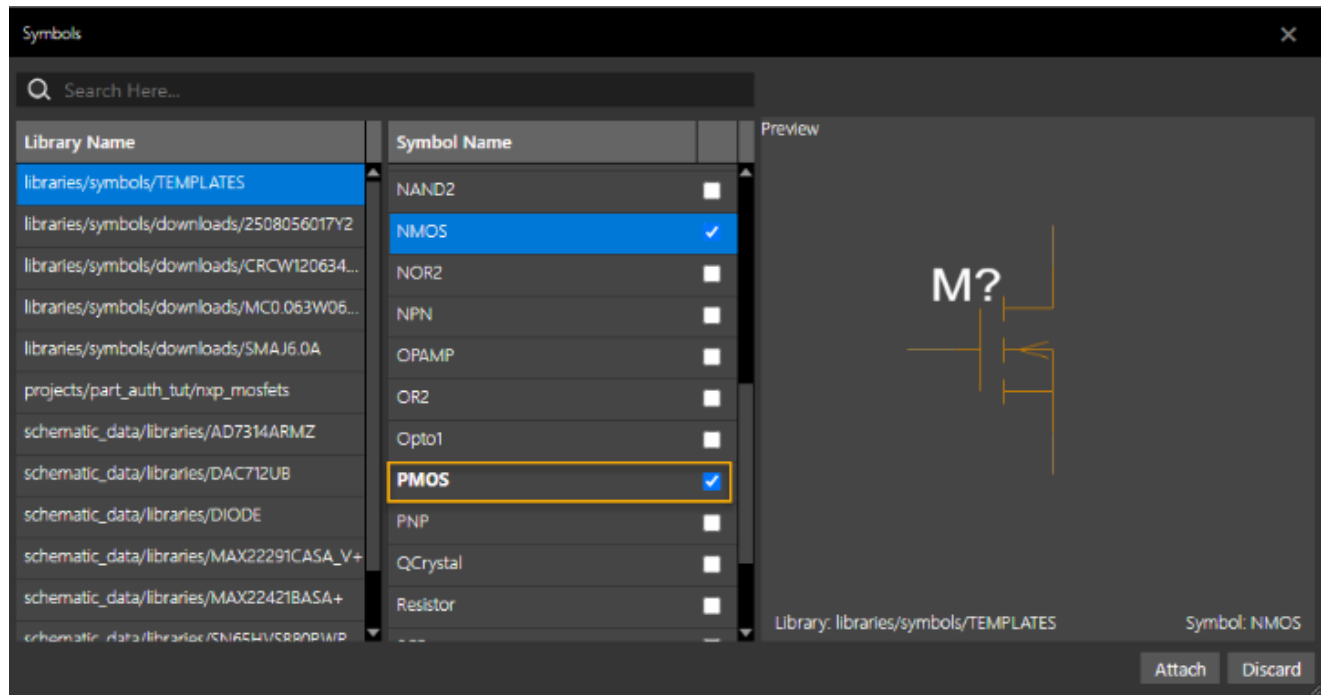 Symbols
Search Here...
Library Name
libraries/symbols/TEMPLATES
libraries/symbols/downloads/2508056017Y2
libraries/symbols/downloads/CRCW120634...
libraries/symbols/downloads/MC0.063W06...
libraries/symbols/downloads/SMAJ6.0A
projects/part_auth_tut/nxp_mosfets
schematic_data/libraries/AD7314ARMZ
schematic_data/libraries/DAC712UB
schematic_data/libraries/DIODE
schematic_data/libraries/MAX22291CASA_V+
schematic_data/libraries/MAX22421BASA+
Symbol Name
NAND2
NMOS
NOR2
NPN
OPAMP
OR2
Opto1
PMOS
PNP
QCrystal
Resistor
Preview
M?
Library: libraries/symbols/TEMPLATES
Symbol: NMOS
Attach
Discard